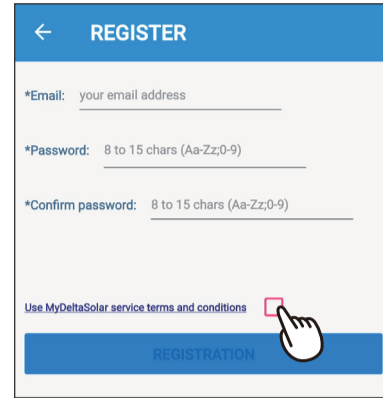 REGISTER
*Email: your email address
*Password: 8 to 15 chars (Aa-Zz;0-9)
*Confirm password: 8 to 15 chars (Aa-Zz;0-9)
Use MyDeltaSolar service terms and conditions
REGISTRATION